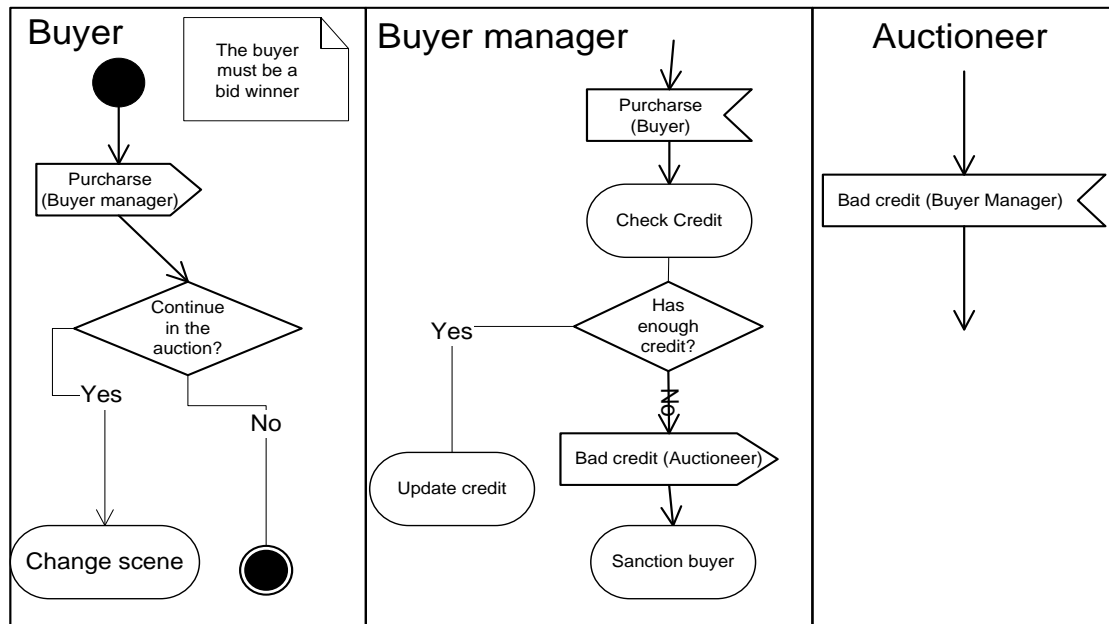 Buyer
The buyer
must be a
bid winner
Purcharse
(Buyer manager)
Continue
in the
auction?
Yes
No
Change scene
Buyer manager
Purcharse
(Buyer)
Check Credit
Has
enough
credit?
Yes
No
Update credit
Bad credit (Auctioneer)
Sanction buyer
Auctioneer
Bad credit (Buyer Manager)